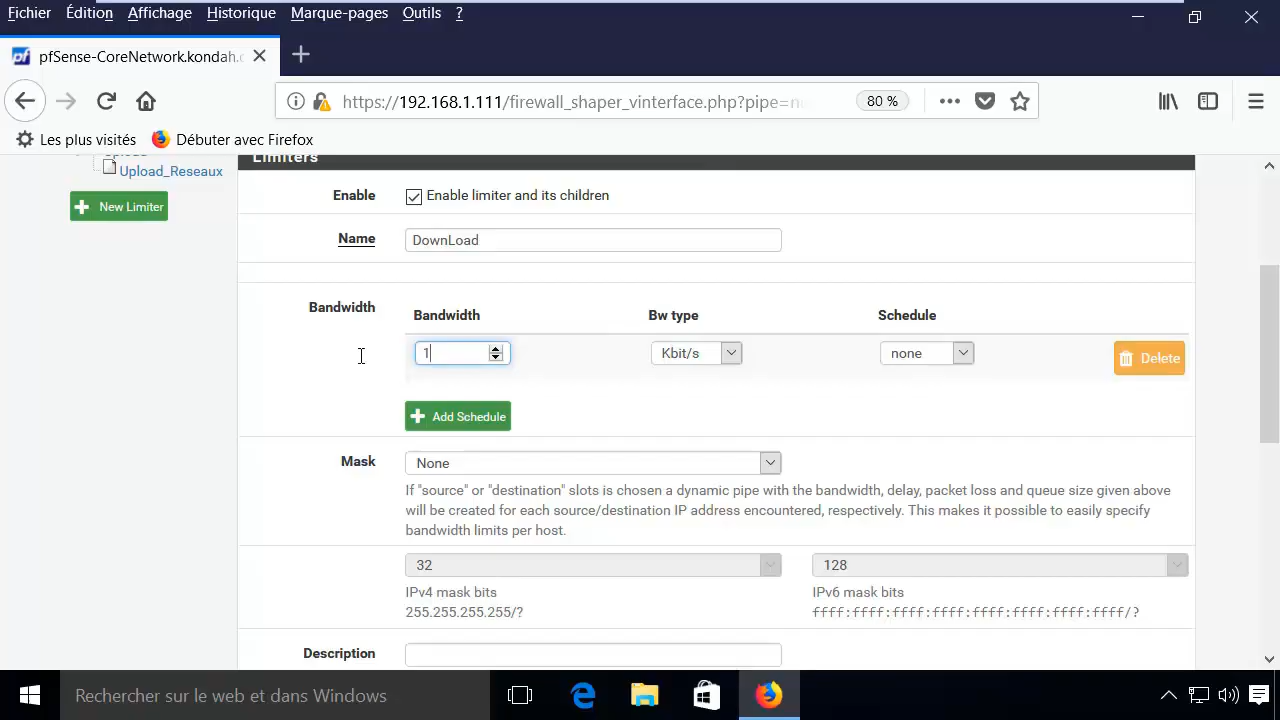 Fichier Édition Affichage Historique Marque-pages Outils ?
pfSense-CoreNetwork.kondah.
https://192.168.1.111/firewall_shaper_vinterface.php?pipe=n
80 %
Les plus visités Débuter avec Firefox
Upload
Upload_Reseaux
New Limiter
Limiters
Enable Enable limiter and its children
Name DownLoad
Bandwidth Bandwidth Bw type Schedule
1 Kbit/s none Delete
Add Schedule
Mask None
If "source" or "destination" slots is chosen a dynamic pipe with the bandwidth, delay, packet loss and queue size given above
will be created for each source/destination IP address encountered, respectively. This makes it possible to easily specify
bandwidth limits per host.
32 128
IPv4 mask bits IPv6 mask bits
255.255.255.255/? ffff:ffff:ffff:ffff:ffff:ffff:ffff:ffff/?
Description
Rechercher sur le web et dans Windows